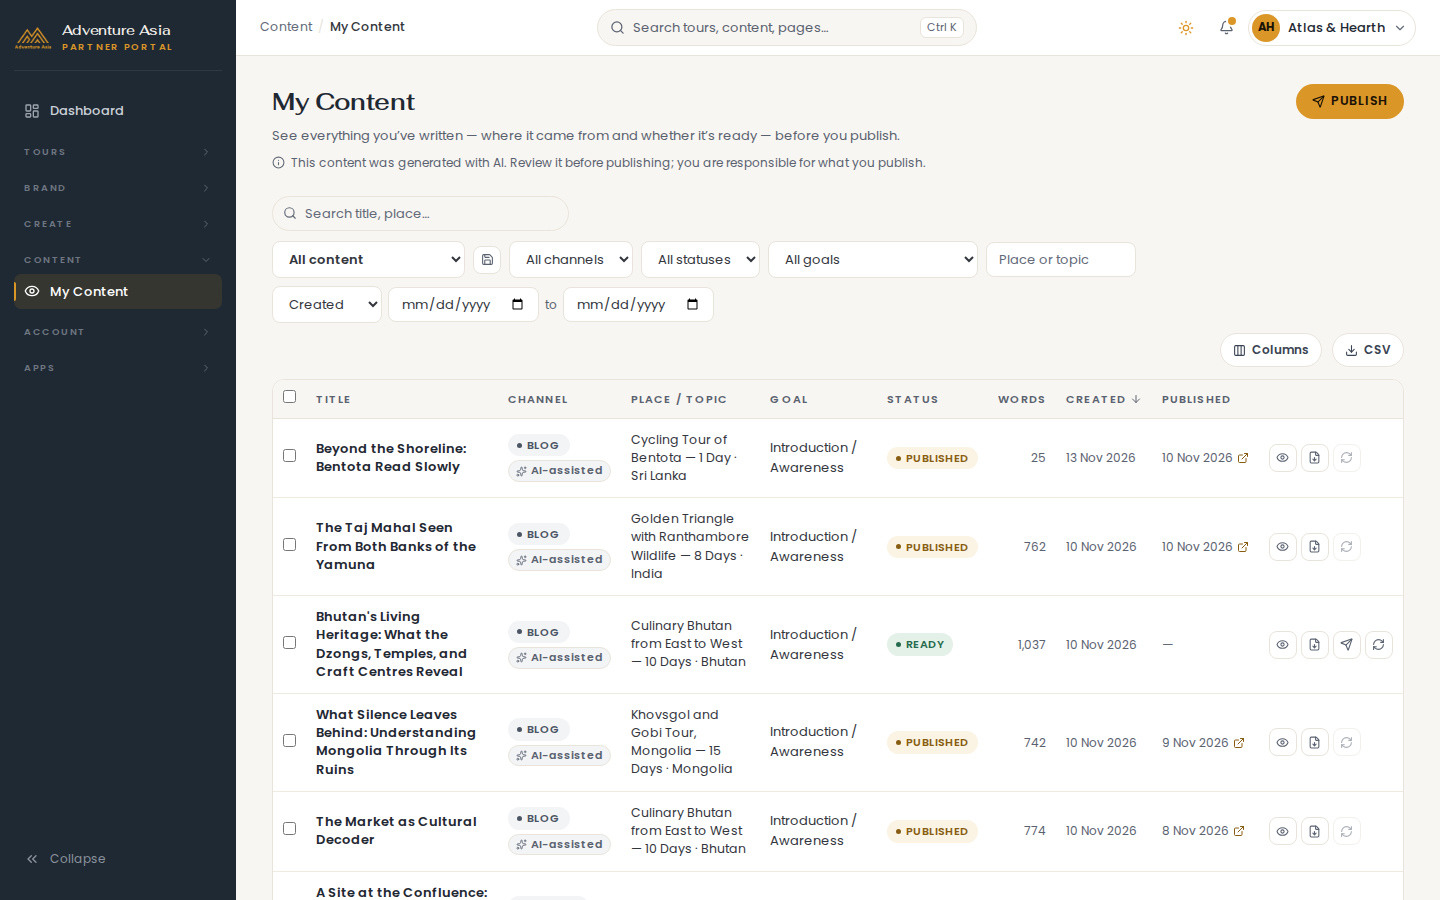 Adventure Asia
PARTNER PORTAL
Adventure Asia
Dashboard
TOURS
BRAND
CREATE
CONTENT
My Content
ACCOUNT
APPS
Collapse
Content / My Content
Search tours, content, pages...
Ctrl K
AH
Atlas & Hearth
My Content
PUBLISH
See everything you've written — where it came from and whether it's ready — before you publish.
This content was generated with AI. Review it before publishing; you are responsible for what you publish.
Search title, place...
All content
All channels
All statuses
All goals
Place or topic
Created
mm/dd/yyyy
to
mm/dd/yyyy
Columns
CSV
TITLE
CHANNEL
PLACE / TOPIC
GOAL
STATUS
WORDS
CREATED
PUBLISHED
Beyond the Shoreline:
Bentota Read Slowly
BLOG
AI-assisted
Cycling Tour of
Bentota — 1 Day ·
Sri Lanka
Introduction /
Awareness
PUBLISHED
25
13 Nov 2026
10 Nov 2026
The Taj Mahal Seen
From Both Banks of the
Yamuna
BLOG
AI-assisted
Golden Triangle
with Ranthambore
Wildlife — 8 Days ·
India
Introduction /
Awareness
PUBLISHED
762
10 Nov 2026
10 Nov 2026
Bhutan's Living
Heritage: What the
Dzongs, Temples, and
Craft Centres Reveal
BLOG
AI-assisted
Culinary Bhutan
from East to West
— 10 Days · Bhutan
Introduction /
Awareness
READY
1,037
10 Nov 2026
—
What Silence Leaves
Behind: Understanding
Mongolia Through Its
Ruins
BLOG
AI-assisted
Khovsgol and
Gobi Tour,
Mongolia — 15
Days · Mongolia
Introduction /
Awareness
PUBLISHED
742
10 Nov 2026
9 Nov 2026
The Market as Cultural
Decoder
BLOG
AI-assisted
Culinary Bhutan
from East to West
— 10 Days · Bhutan
Introduction /
Awareness
PUBLISHED
774
10 Nov 2026
8 Nov 2026
A Site at the Confluence: